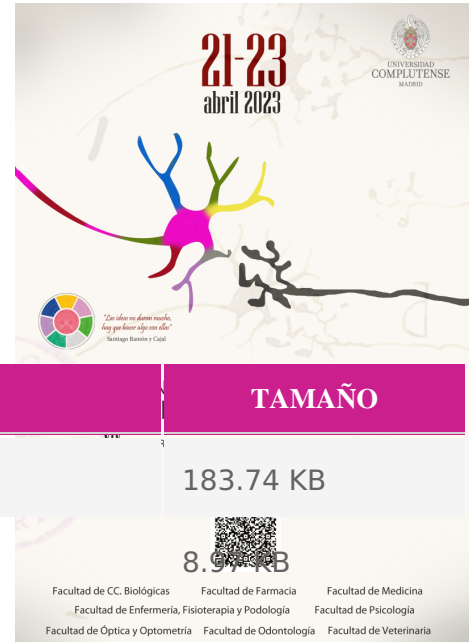 21-23
abril 2023
UNIVERSIDAD
COMPLUTENSE
MADRID
"Las ideas no duran mucho,
hay que hacer algo con ellas"
Santiago Ramón y Cajal
TAMAÑO
183.74 KB
8.97 KB
Facultad de CC. Biológicas Facultad de Farmacia Facultad de Medicina
Facultad de Enfermería, Fisioterapia y Podología Facultad de Psicología
Facultad de Óptica y Optometría Facultad de Odontología Facultad de Veterinaria